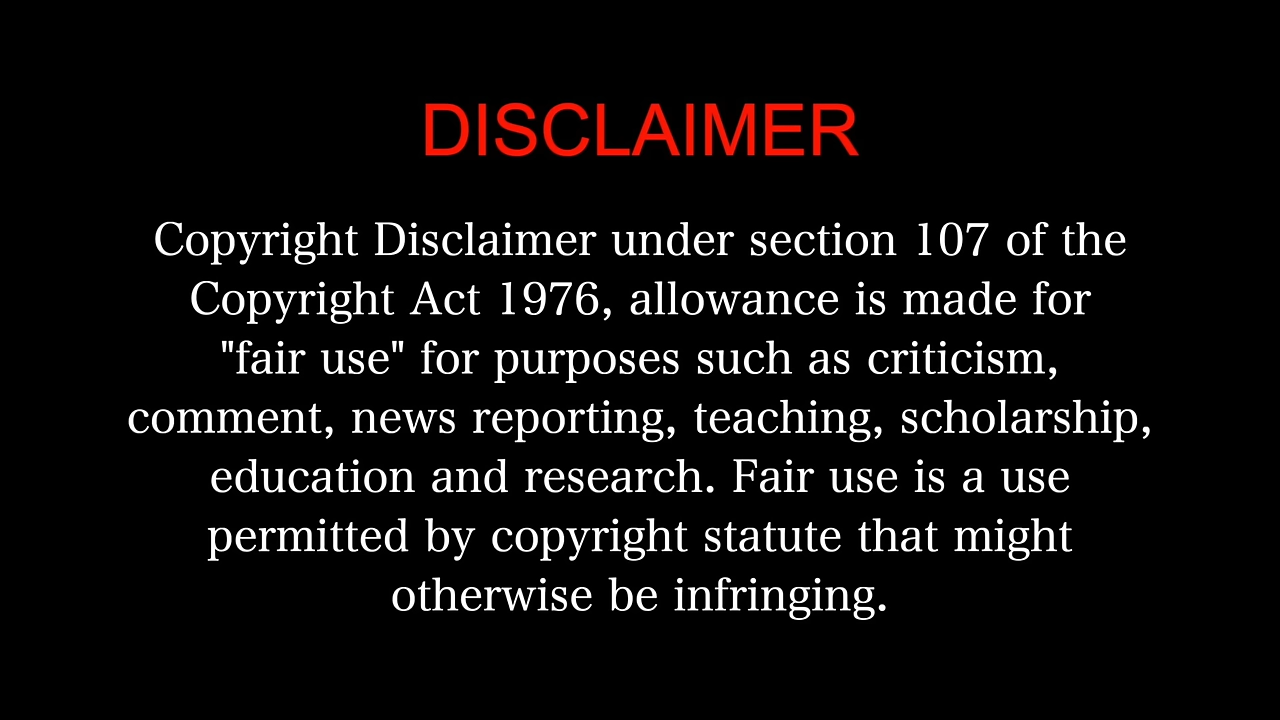 DISCLAIMER
Copyright Disclaimer under section 107 of the
Copyright Act 1976, allowance is made for
"fair use" for purposes such as criticism,
comment, news reporting, teaching, scholarship,
education and research. Fair use is a use
permitted by copyright statute that might
otherwise be infringing.